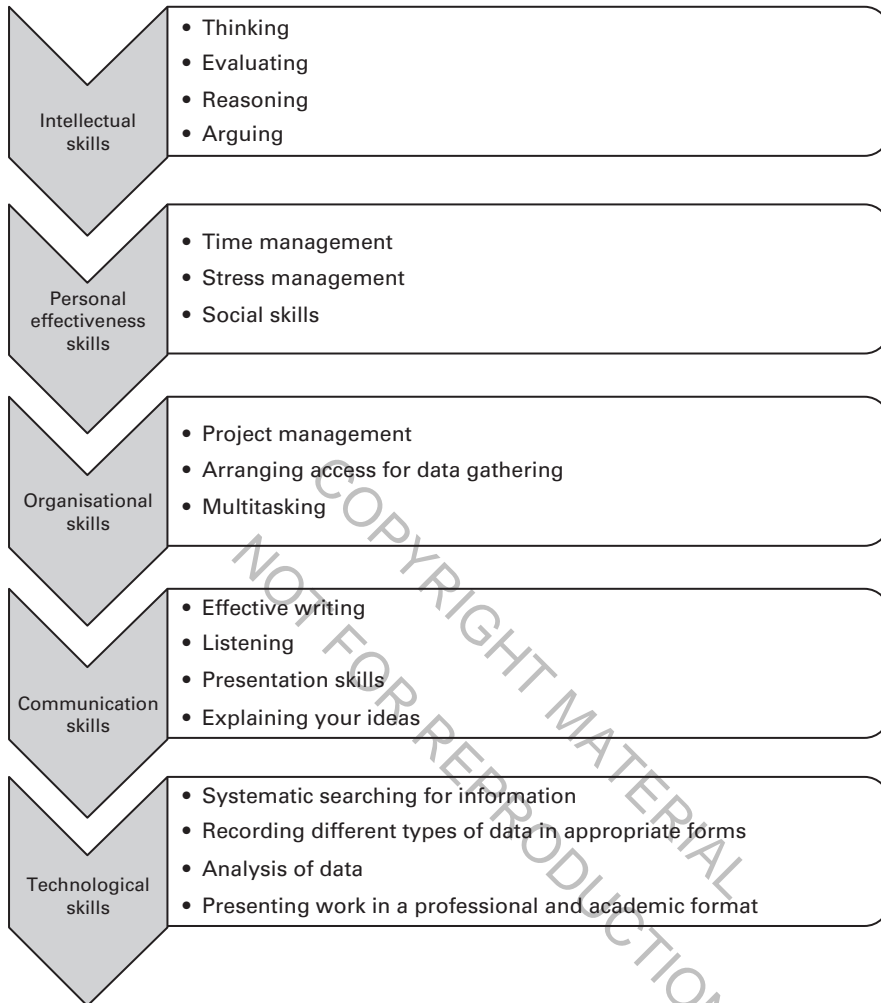 Intellectual
skills
• Thinking
• Evaluating
• Reasoning
• Arguing
Personal
effectiveness
skills
• Time management
• Stress management
• Social skills
Organisational
skills
• Project management
• Arranging access for data gathering
• Multitasking
Communication
skills
• Effective writing
• Listening
• Presentation skills
• Explaining your ideas
Technological
skills
• Systematic searching for information
• Recording different types of data in appropriate forms
• Analysis of data
• Presenting work in a professional and academic format
COPYRIGHT MATERIAL
NOT FOR REPRODUCTION